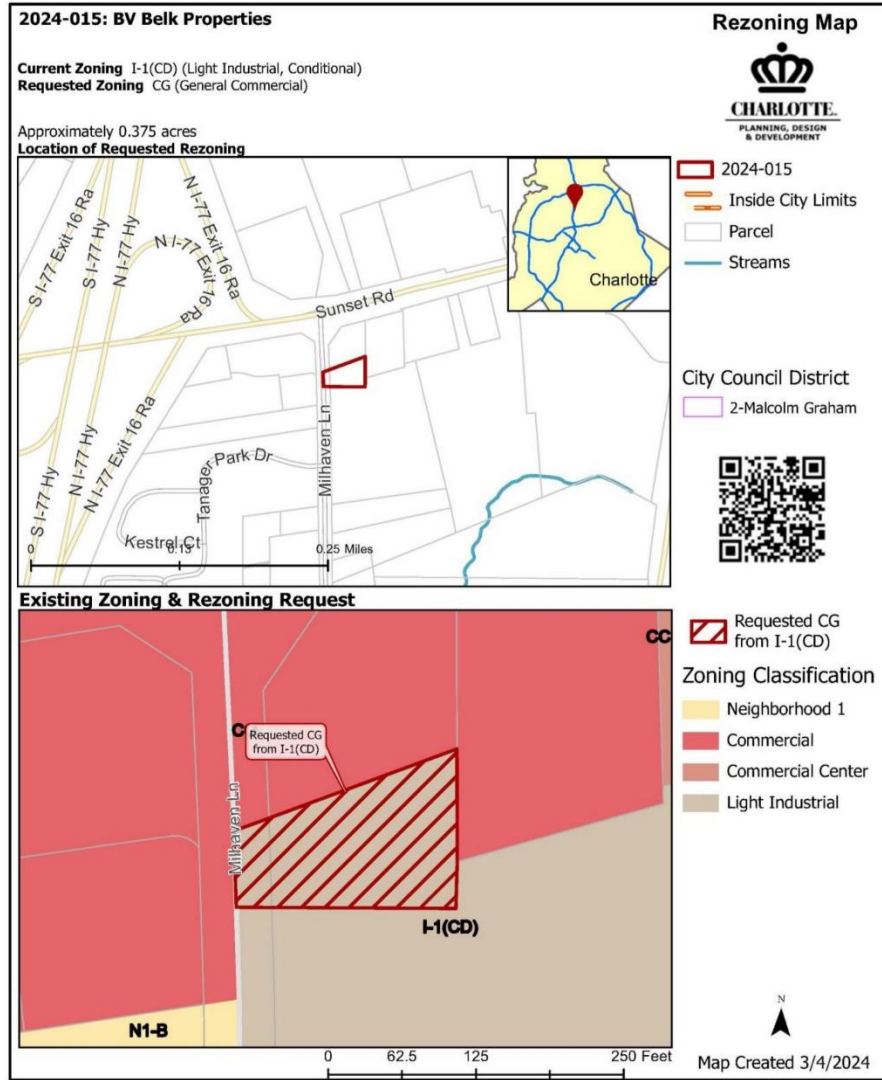 2024-015: BV Belk Properties
Current Zoning I-1(CD) (Light Industrial, Conditional)
Requested Zoning CG (General Commercial)
Approximately 0.375 acres
Location of Requested Rezoning
Rezoning Map
CHARLOTTE.
PLANNING, DESIGN
& DEVELOPMENT
S I-77 Exit 16 Ra
S I-77 Hy
N I-77 Hy
N I-77 Exit 16 Ra
N I-77 Exit 16 Ra
Sunset Rd
Charlotte
S I-77 Hy
N I-77 Hy
N I-77 Exit 16 Ra
Tanager Park Dr
Milhaven Ln
Kestrel Ct
0 0.13 0.25 Miles
2024-015
Inside City Limits
Parcel
Streams
City Council District
2-Malcolm Graham
Existing Zoning & Rezoning Request
CC
Requested CG
from I-1(CD)
Milhaven Ln
I-1(CD)
N1-B
0 62.5 125 250 Feet
Requested CG
from I-1(CD)
Zoning Classification
Neighborhood 1
Commercial
Commercial Center
Light Industrial
N
Map Created 3/4/2024